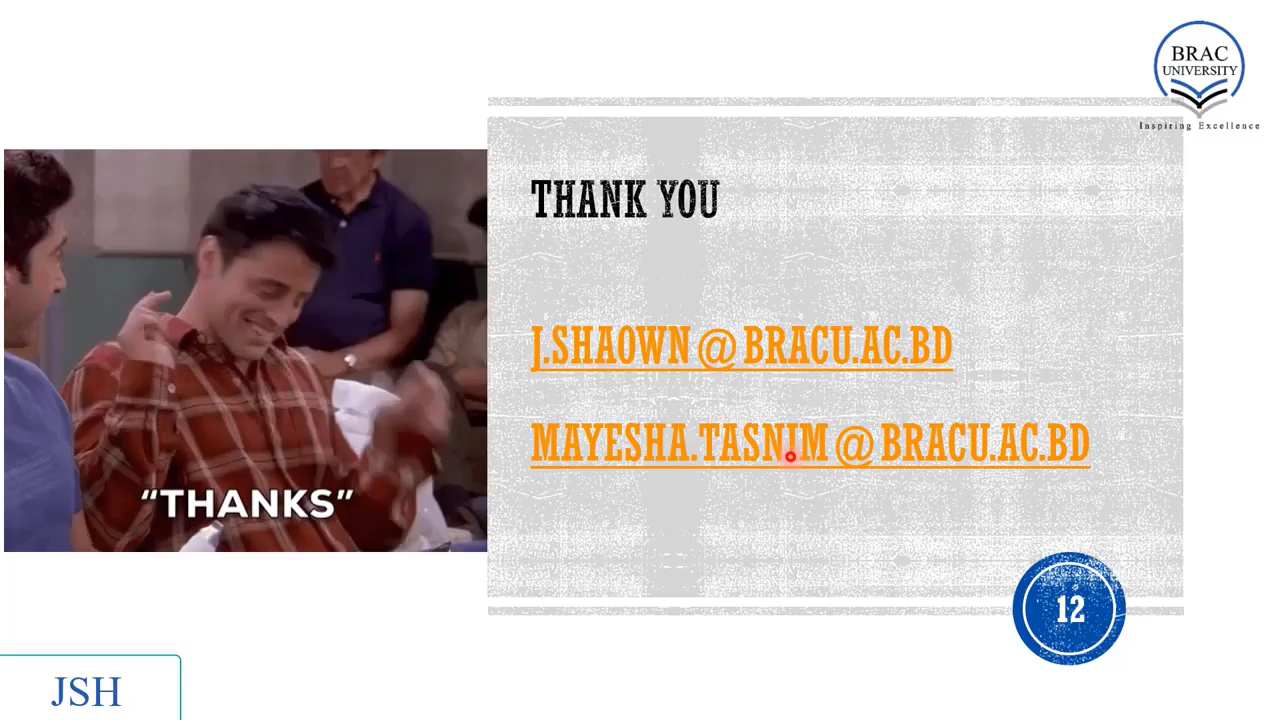 BRAC
UNIVERSITY
Inspiring Excellence
THANK YOU
J.SHAOWN@BRACU.AC.BD
MAYESHA.TASNIM@BRACU.AC.BD
“THANKS”
12
JSH